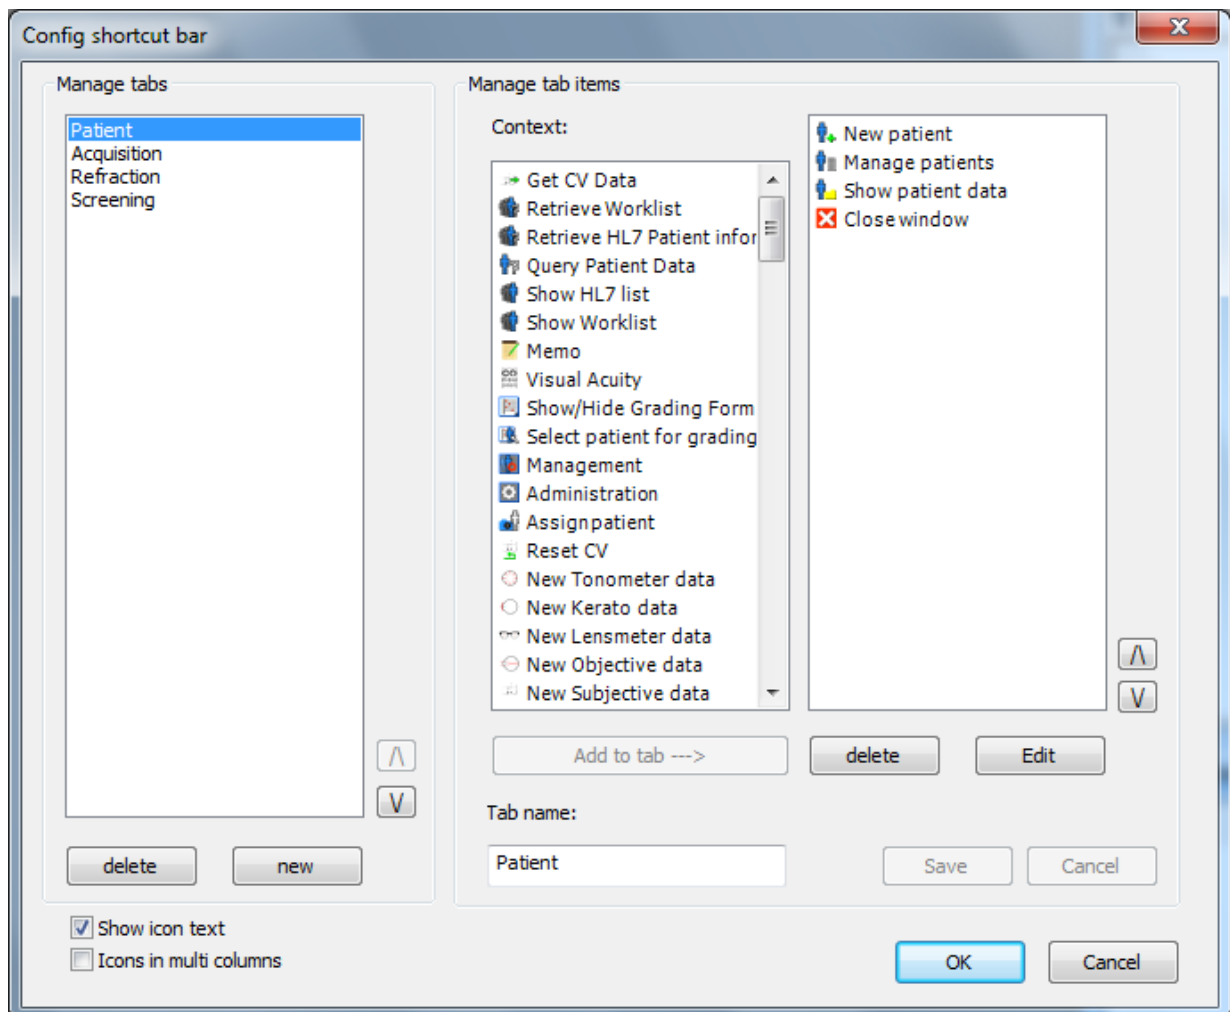 Config shortcut bar
x
Manage tabs
Patient
Acquisition
Refraction
Screening
/\
\/
delete
new
Manage tab items
Context:
Get CV Data
Retrieve Worklist
Retrieve HL7 Patient infor
Query Patient Data
Show HL7 list
Show Worklist
Memo
Visual Acuity
Show/Hide Grading Form
Select patient for grading
Management
Administration
Assign patient
Reset CV
New Tonometer data
New Kerato data
New Lensmeter data
New Objective data
New Subjective data
New patient
Manage patients
Show patient data
Close window
/\
\/
Add to tab --->
delete
Edit
Tab name:
Patient
Save
Cancel
Show icon text
Icons in multi columns
OK
Cancel